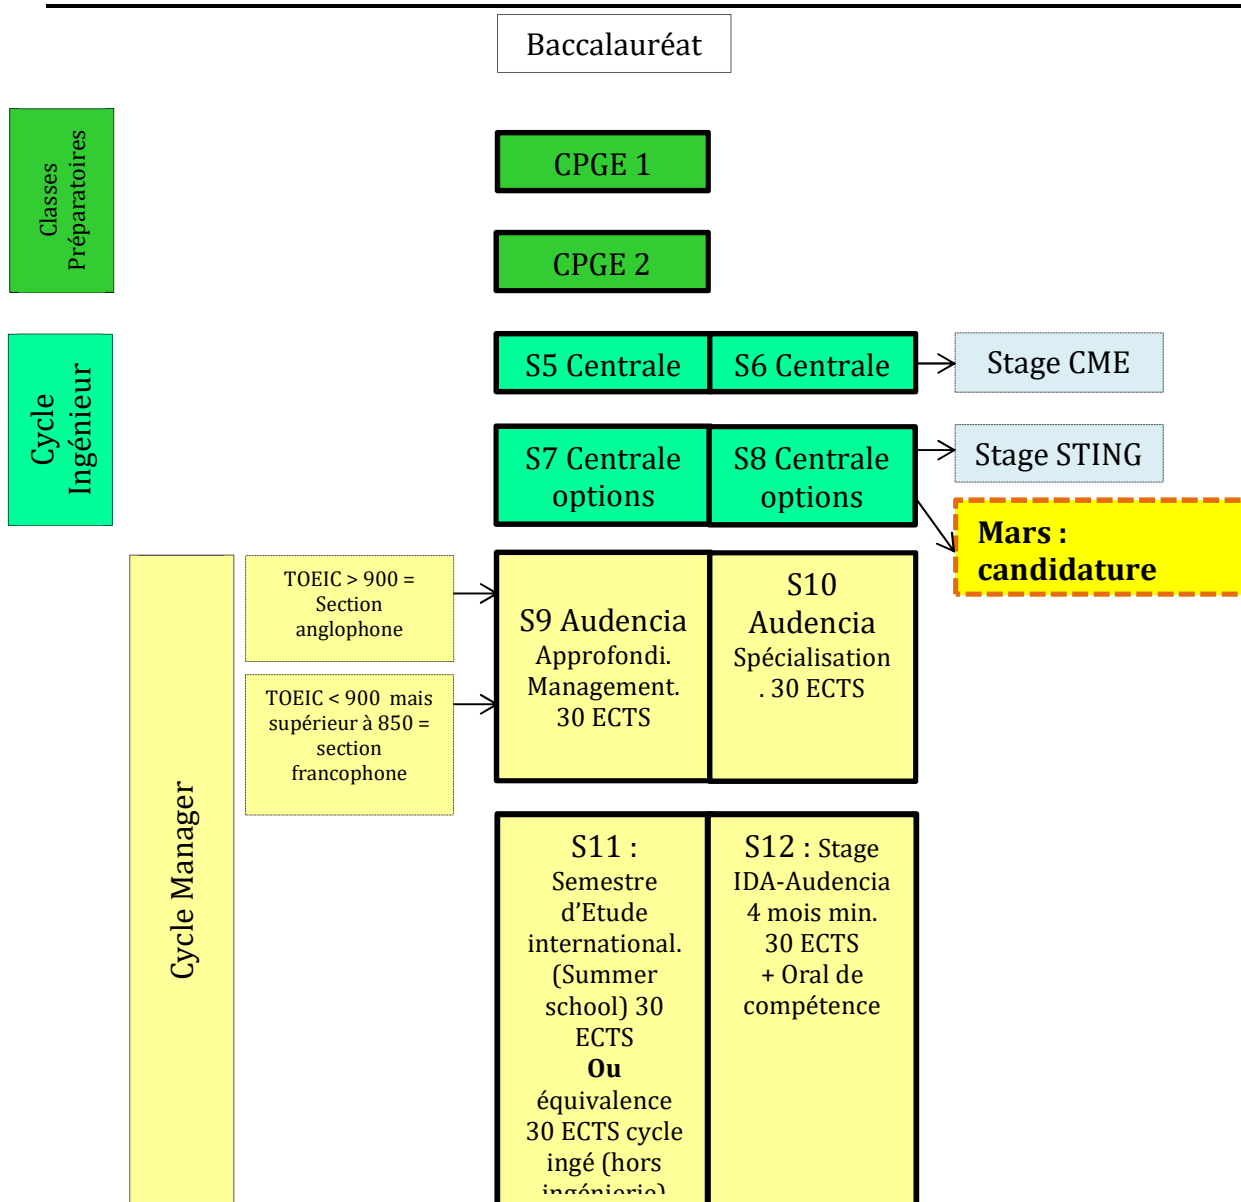 Baccalauréat
Classes
Préparatoires
CPGE 1
CPGE 2
Cycle
Ingénieur
S5 Centrale
S6 Centrale
Stage CME
S7 Centrale
options
S8 Centrale
options
Stage STING
Mars :
candidature
Cycle Manager
TOEIC > 900 =
Section
anglophone
TOEIC < 900 mais
supérieur à 850 =
section
francophone
S9 Audencia
Approfondi.
Management.
30 ECTS
S10
Audencia
Spécialisation
. 30 ECTS
S11 :
Semestre
d’Etude
international.
(Summer
school) 30
ECTS
Ou
équivalence
30 ECTS cycle
ingé (hors
ingénierie)
S12 : Stage
IDA-Audencia
4 mois min.
30 ECTS
+ Oral de
compétence